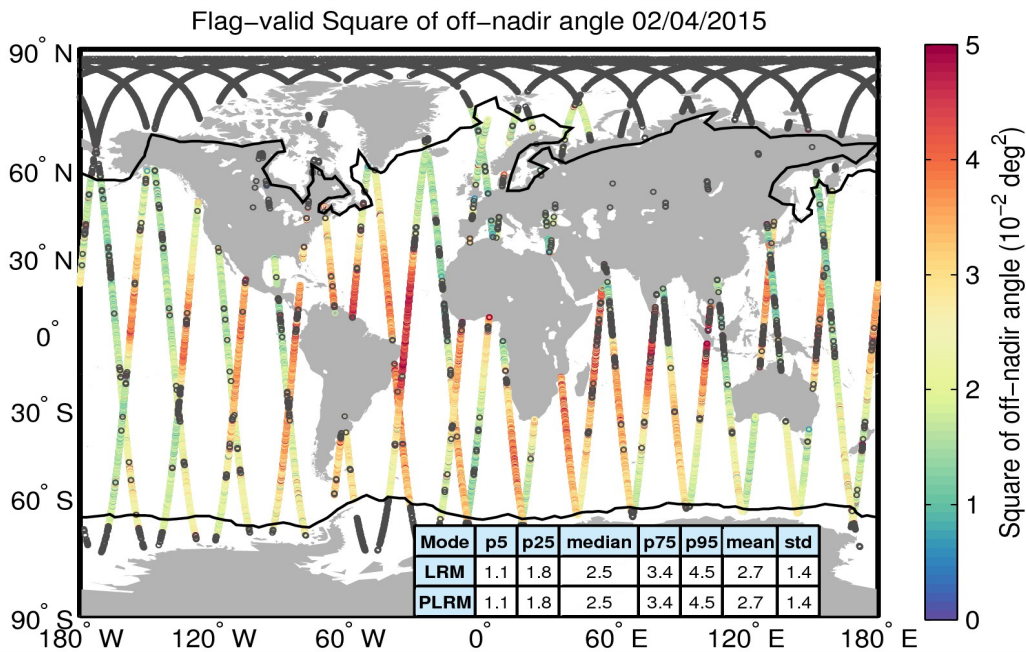 Flag−valid Square of off−nadir angle 02/04/2015
90° N
60° N
30° N
0°
30° S
60° S
90° S
180° W
120° W
60° W
0°
60° E
120° E
180° E
5
4
3
2
1
0
Square of off−nadir angle (10⁻² deg²)
Mode p5 p25 median p75 p95 mean std
LRM 1.1 1.8 2.5 3.4 4.5 2.7 1.4
PLRM 1.1 1.8 2.5 3.4 4.5 2.7 1.4